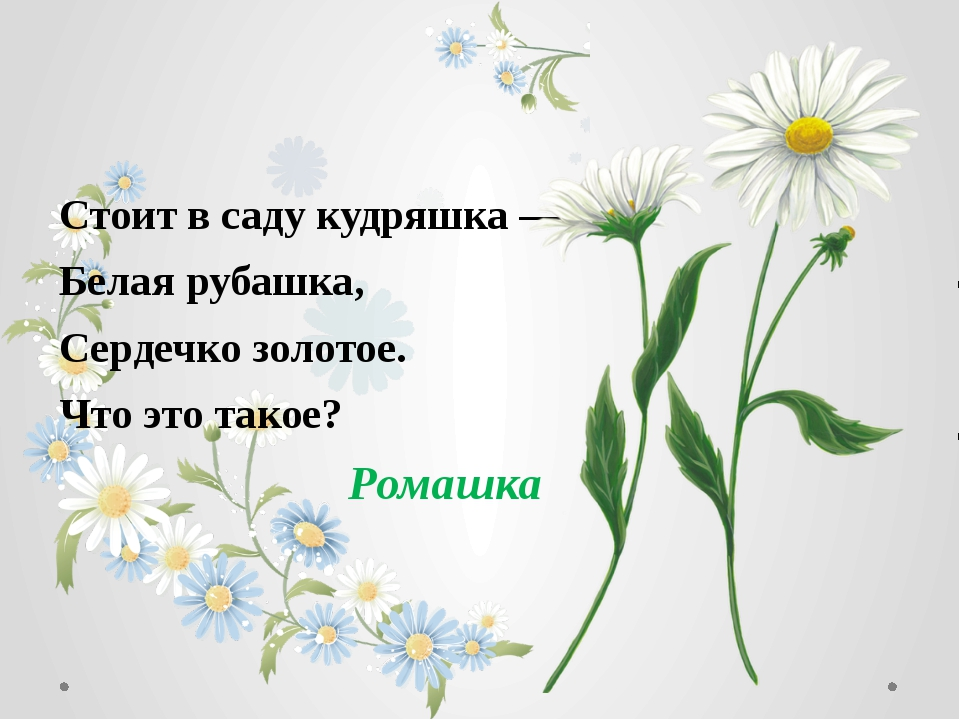 Стоит в саду кудряшка —
Белая рубашка,
Сердечко золотое.
Что это такое?
Ромашка